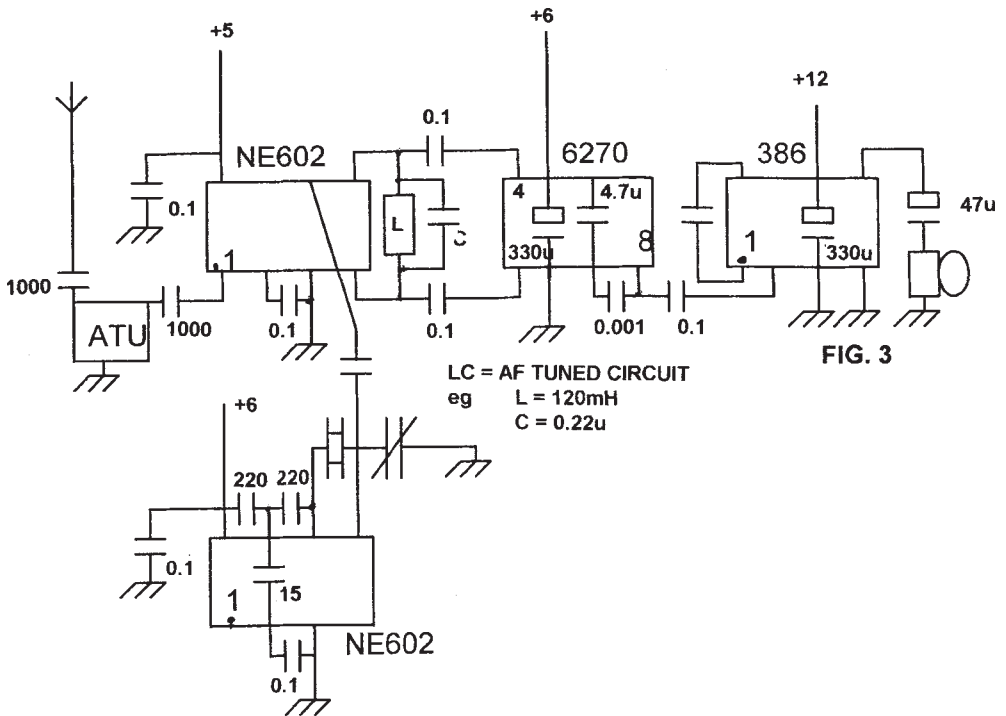 +5
+6
+12
0.1
NE602
6270
386
4
4.7u
0.1
L
C
47u
1
8
1
330u
330u
1000
ATU
1000
0.1
0.1
0.001
0.1
FIG. 3
LC = AF TUNED CIRCUIT
eg L = 120mH
C = 0.22u
+6
220
220
0.1
1
15
NE602
0.1